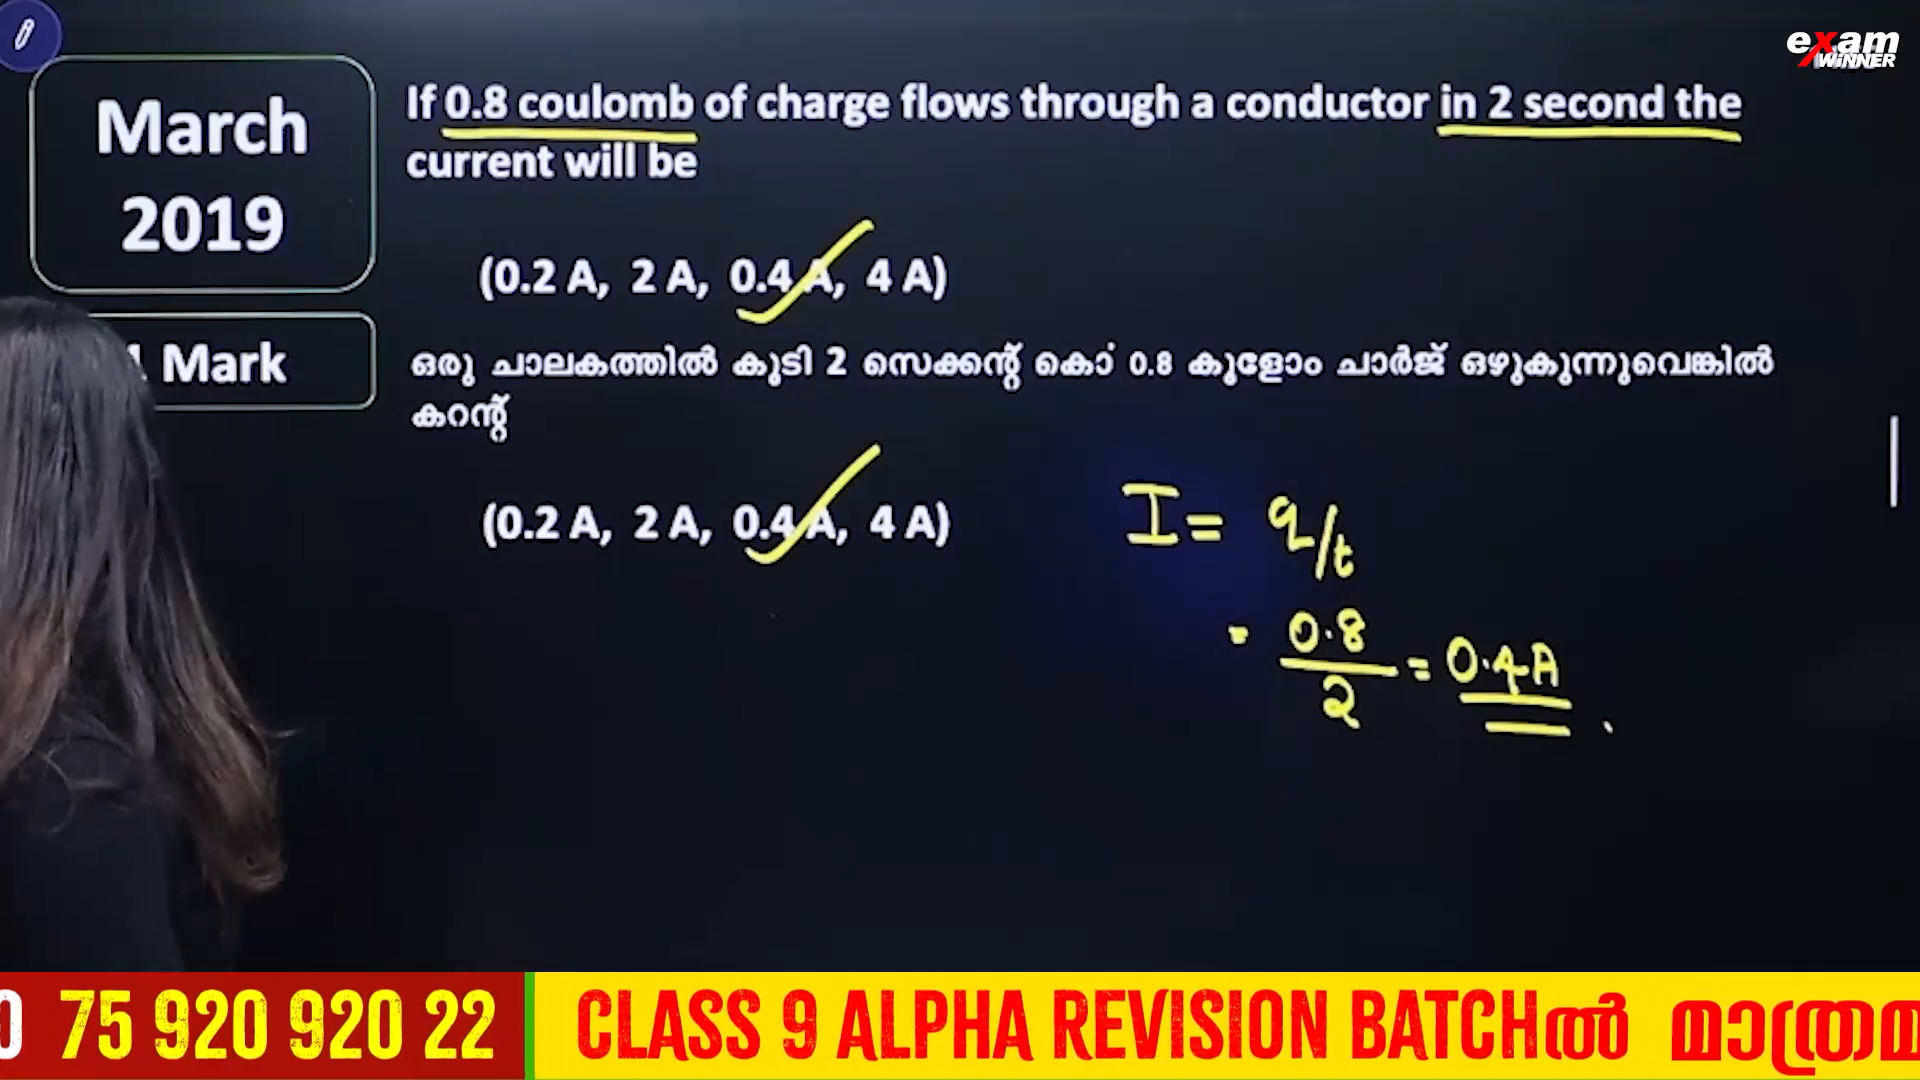 exam
WiNNER
March
2019
If 0.8 coulomb of charge flows through a conductor in 2 second the
current will be
(0.2 A, 2 A, 0.4 A, 4 A)
Mark
ഒരു ചാലകത്തിൽ കൂടി 2 സെക്കന്റ് കൊ 0.8 കൂളോം ചാർജ് ഒഴുകുന്നുവെങ്കിൽ
കറന്റ്
(0.2 A, 2 A, 0.4 A, 4 A)
I = q/t
= 0.8
2
= 0.4A
75 920 920 22
CLASS 9 ALPHA REVISION BATCHൽ മാത്രമ